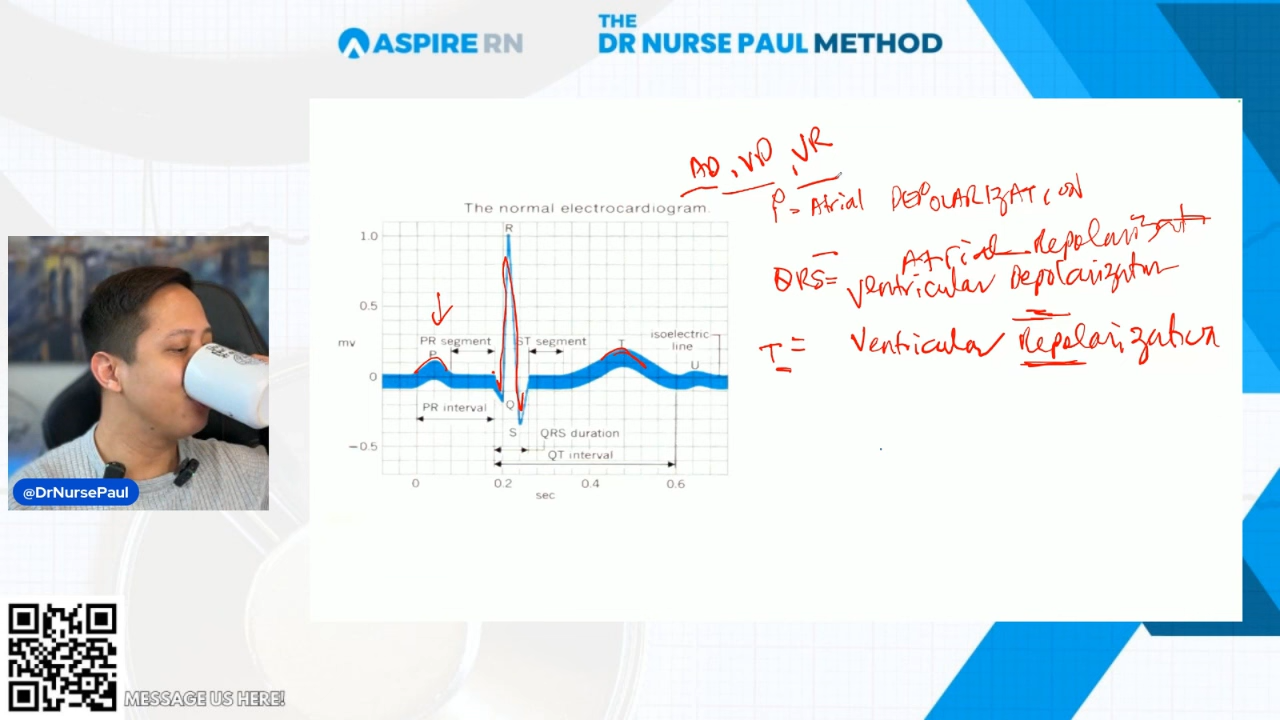 ASPIRE RN
THE
DR NURSE PAUL METHOD
AD, VD, VR
P = Atrial DEPOLARIZATION
Atrial Repolarizat
QRS = Ventricular Depolarization
T = Ventricular Repolarization
The normal electrocardiogram.
R
1.0
0.5
mv
0
-0.5
PR segment
ST segment
isoelectric
line
P
T
U
PR interval
Q
S
QRS duration
QT interval
0
0.2
0.4
0.6
sec
@DrNursePaul
MESSAGE US HERE!